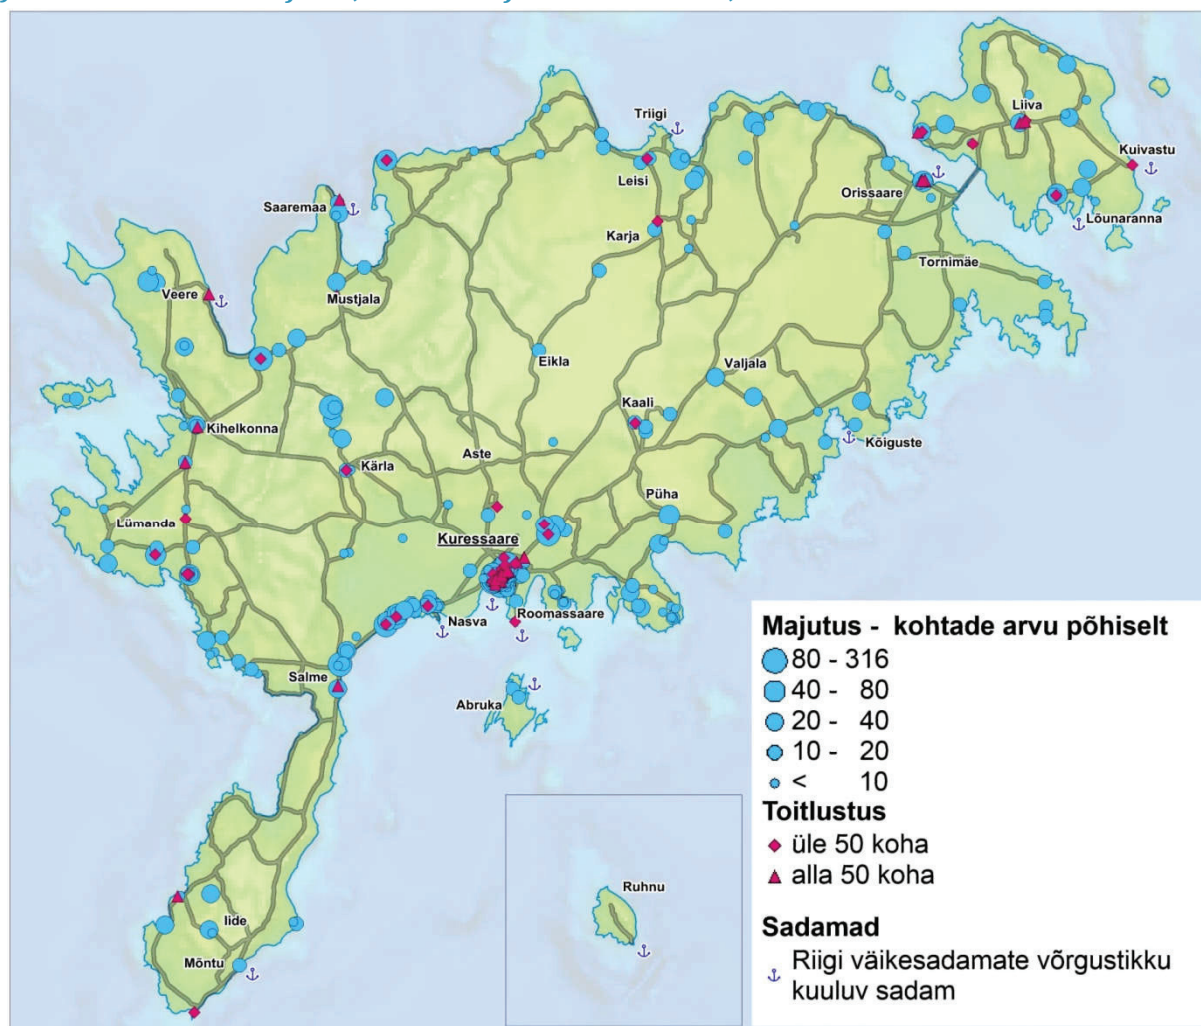 Triigi
Liiva
Kuivastu
Leisi
Saaremaa
Orissaare
Lõunaranna
Karja
Tornimäe
Veere
Mustjala
Eikla
Valjala
Kaali
Kihelkonna
Kõiguste
Aste
Kärla
Püha
Lümanda
Kuressaare
Roomassaare
Nasva
Salme
Abruka
Ruhnu
Iide
Mõntu
Majutus - kohtade arvu põhiselt
80 - 316
40 - 80
20 - 40
10 - 20
< 10
Toitlustus
üle 50 koha
alla 50 koha
Sadamad
Riigi väikesadamate võrgustikku
kuuluv sadam